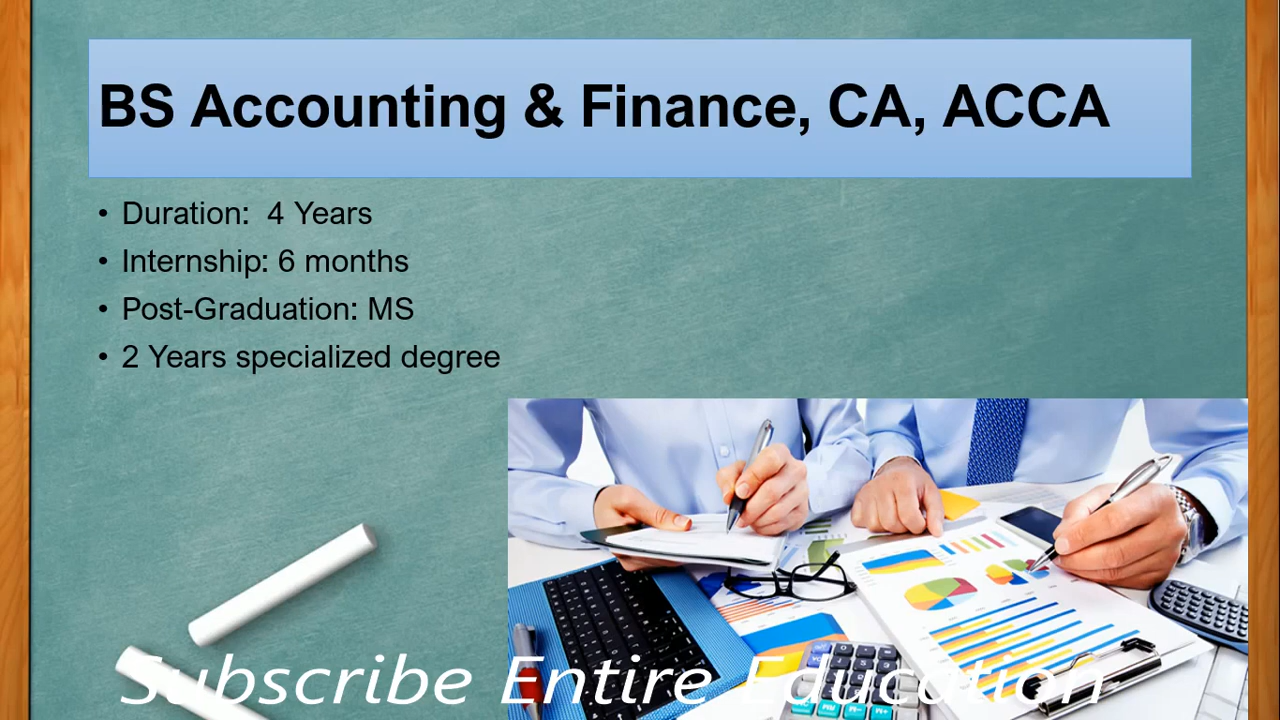 BS Accounting & Finance, CA, ACCA
• Duration:  4 Years
• Internship: 6 months
• Post-Graduation: MS
• 2 Years specialized degree
Subscribe Entire Education